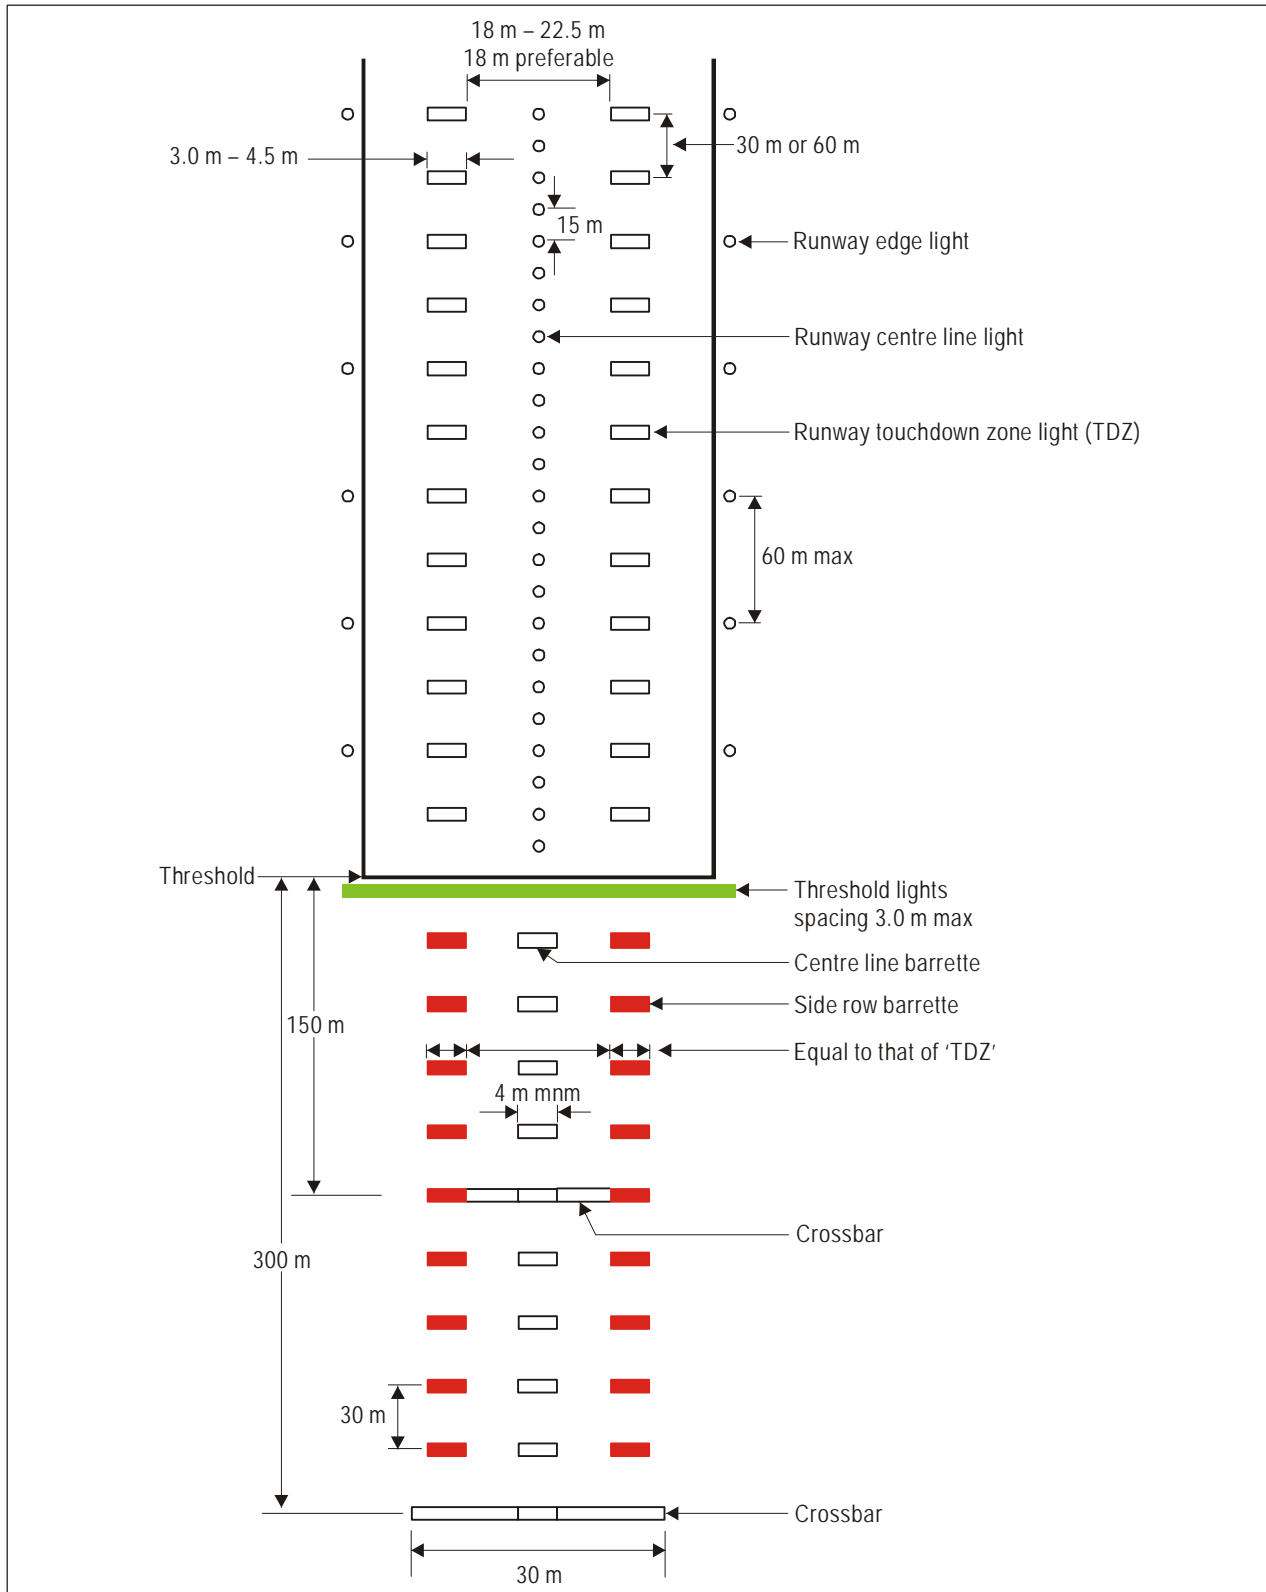 18 m – 22.5 m
18 m preferable
3.0 m – 4.5 m
30 m or 60 m
15 m
Runway edge light
Runway centre line light
Runway touchdown zone light (TDZ)
60 m max
Threshold
Threshold lights
spacing 3.0 m max
Centre line barrette
Side row barrette
150 m
Equal to that of ‘TDZ’
4 m mnm
Crossbar
300 m
30 m
Crossbar
30 m